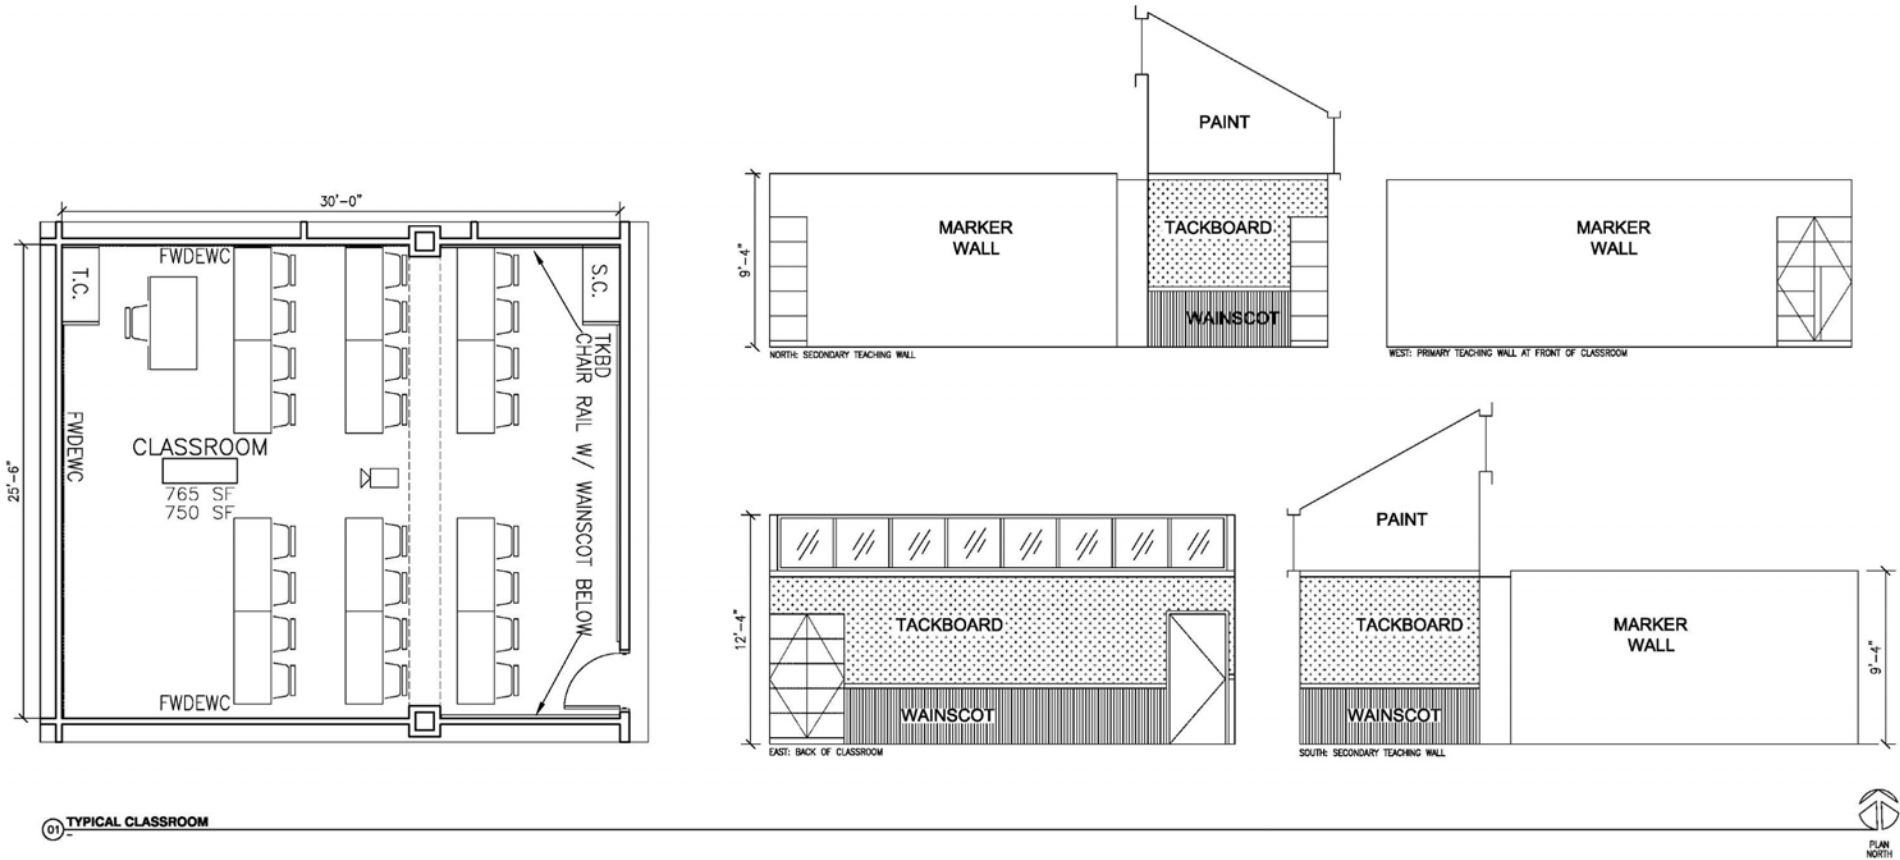 30'-0"
25'-6"
T.C.
FWDEWC
S.C.
TKBD
CHAIR RAIL W/ WAINSCOT BELOW
FWDEWC
CLASSROOM
765 SF
750 SF
FWDEWC
PAINT
9'-4"
MARKER
WALL
TACKBOARD
WAINSCOT
NORTH: SECONDARY TEACHING WALL
MARKER
WALL
WEST: PRIMARY TEACHING WALL AT FRONT OF CLASSROOM
12'-4"
TACKBOARD
WAINSCOT
EAST: BACK OF CLASSROOM
PAINT
TACKBOARD
WAINSCOT
MARKER
WALL
9'-4"
SOUTH: SECONDARY TEACHING WALL
01 TYPICAL CLASSROOM
PLAN
NORTH